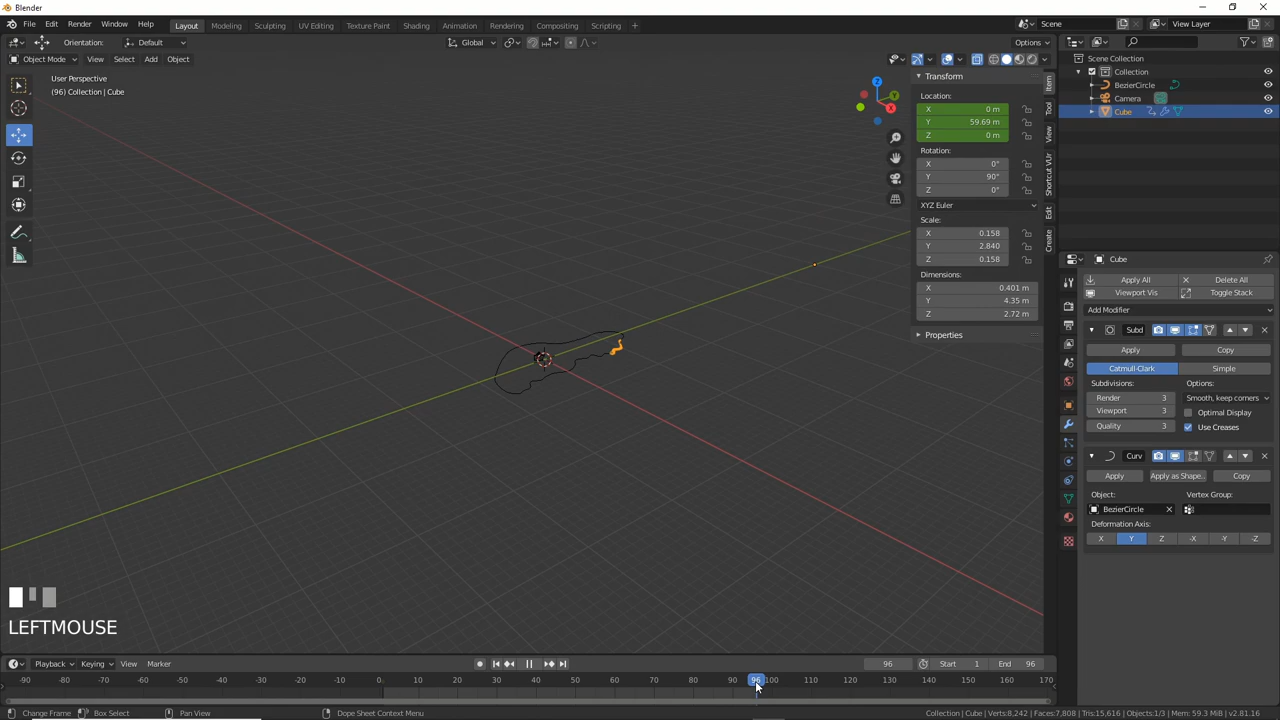 Blender
File Edit Render Window Help Layout Modeling Sculpting UV Editing Texture Paint Shading Animation Rendering Compositing Scripting + Scene View Layer
Orientation: Default Global Options
Object Mode View Select Add Object
User Perspective
(96) Collection | Cube
Z
Y
X
Transform
Location:
X 0 m
Y 59.69 m
Z 0 m
Rotation:
X 0°
Y 90°
Z 0°
XYZ Euler
Scale:
X 0.158
Y 2.840
Z 0.158
Dimensions:
X 0.401 m
Y 4.35 m
Z 2.72 m
Properties
Item
Tool
View
Shortcut VUr
Edit
Create
Scene Collection
Collection
BezierCircle
Camera
Cube
Cube
Apply All Delete All
Viewport Vis Toggle Stack
Add Modifier
Subd
Apply Copy
Catmull-Clark Simple
Subdivisions: Options:
Render 3 Smooth, keep corners
Viewport 3 Optimal Display
Quality 3 Use Creases
Curv
Apply Apply as Shape.. Copy
Object: Vertex Group:
BezierCircle
Deformation Axis:
X Y Z -X -Y -Z
LEFTMOUSE
Playback Keying View Marker 96 Start 1 End 96
-90 -80 -70 -60 -50 -40 -30 -20 -10 0 10 20 30 40 50 60 70 80 90 96 100 110 120 130 140 150 160 170
Change Frame Box Select Pan View Dope Sheet Context Menu Collection | Cube | Verts:8,242 | Faces:7,808 | Tris:15,616 | Objects:1/3 | Mem: 59.3 MiB | v2.81.16